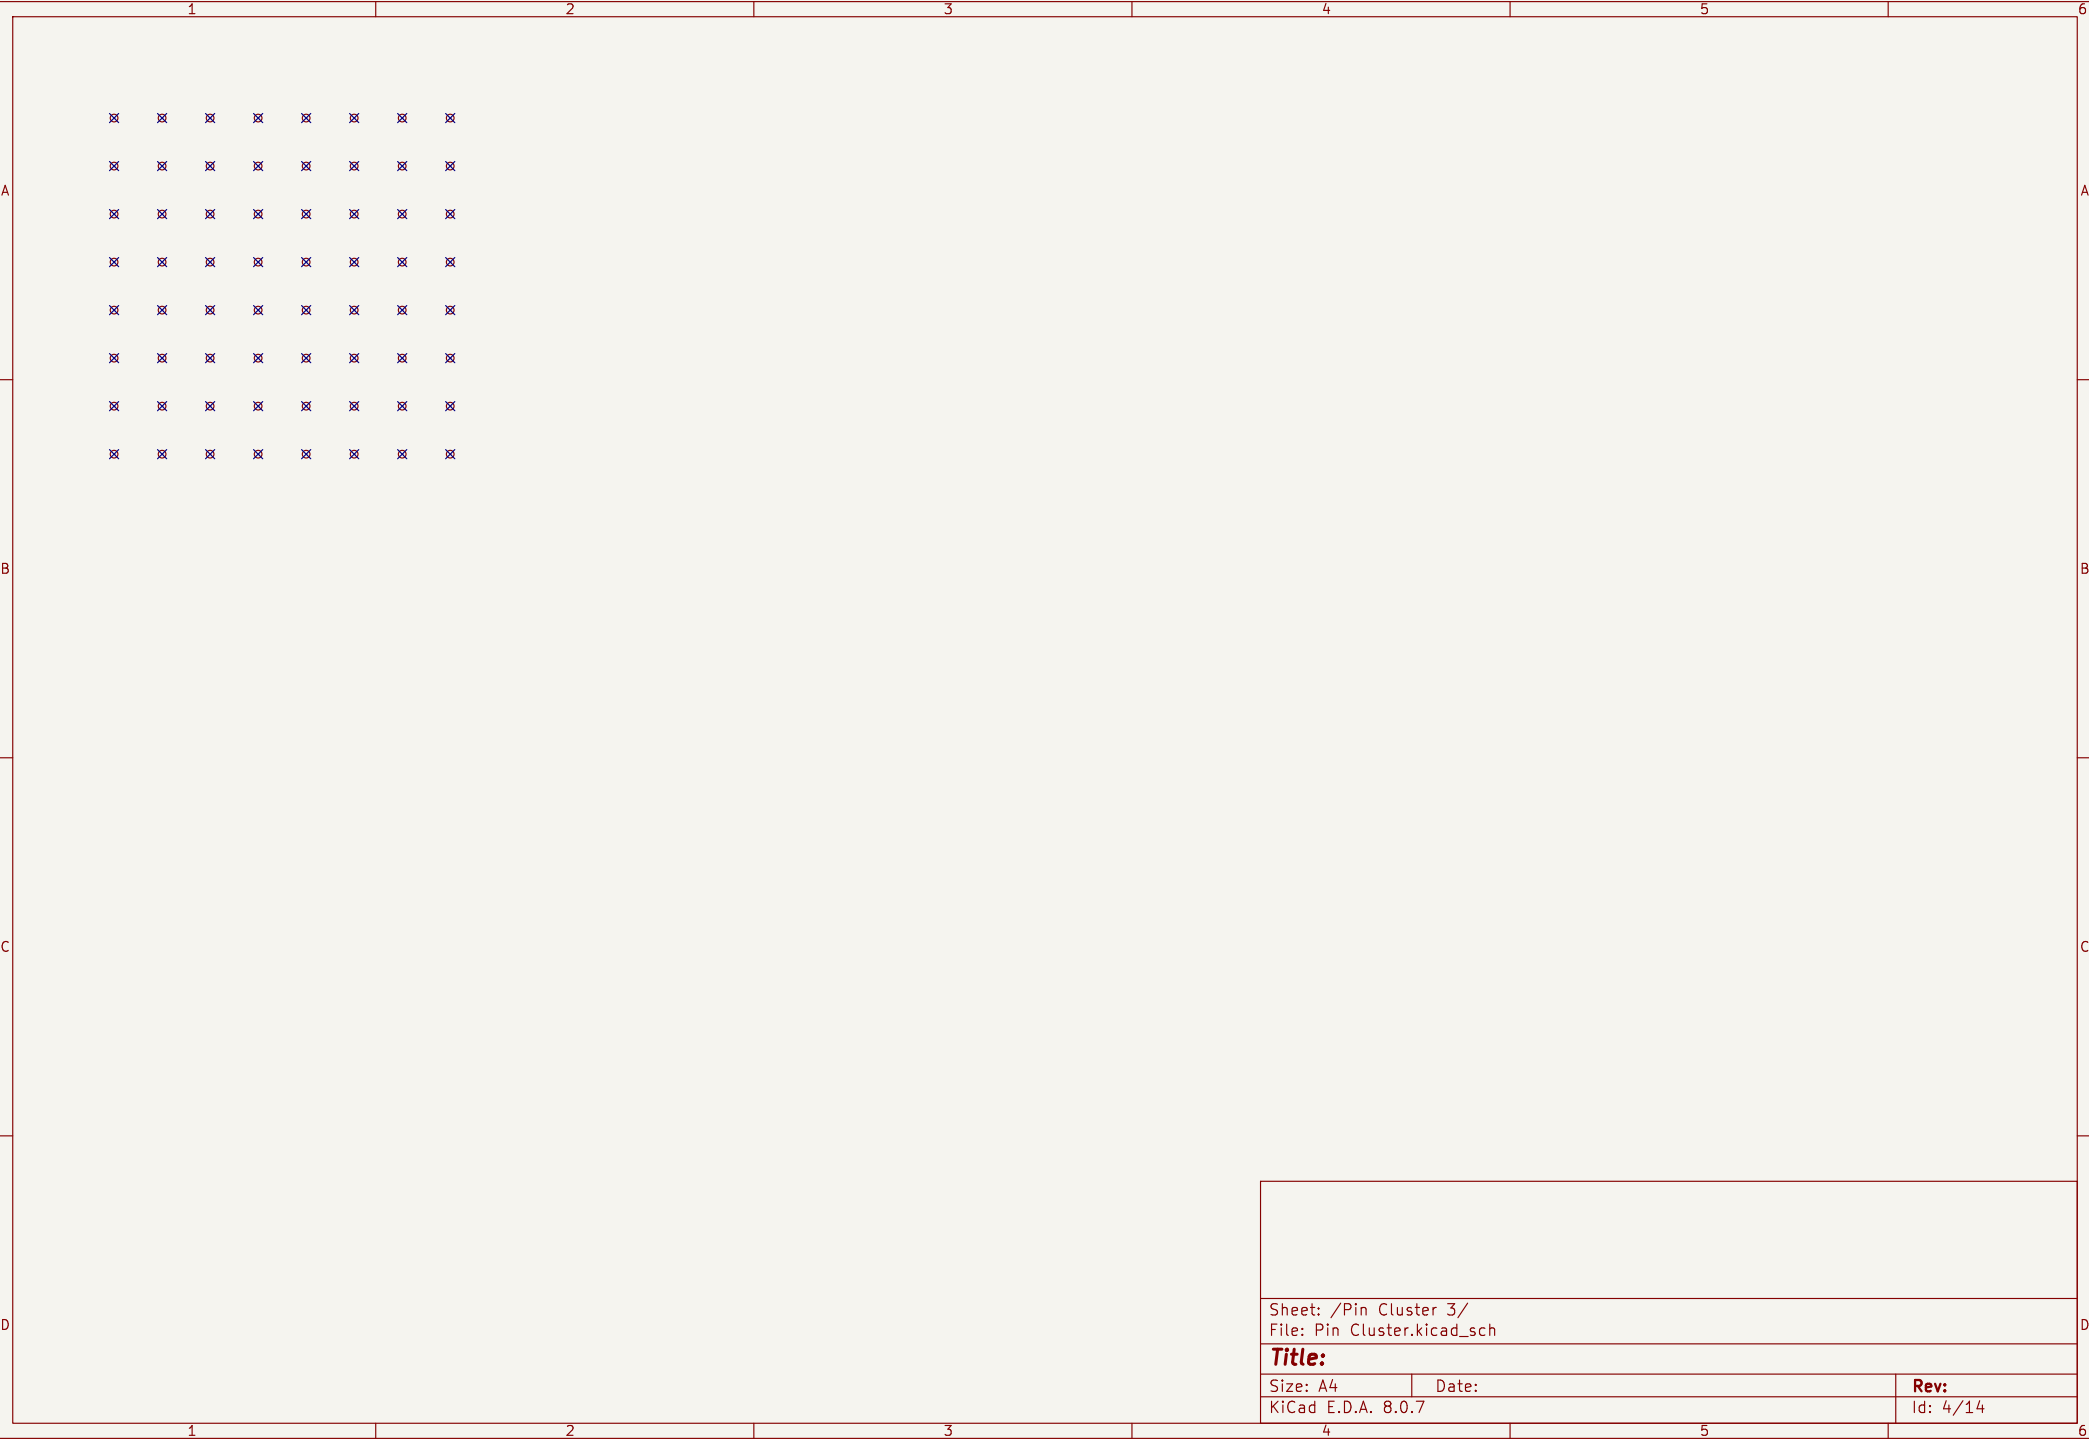 1 2 3 4 5 6
A A
B B
C C
D D
Sheet: /Pin Cluster 3/
File: Pin Cluster.kicad_sch
Title:
Size: A4 Date: Rev:
KiCad E.D.A. 8.0.7 Id: 4/14
1 2 3 4 5 6